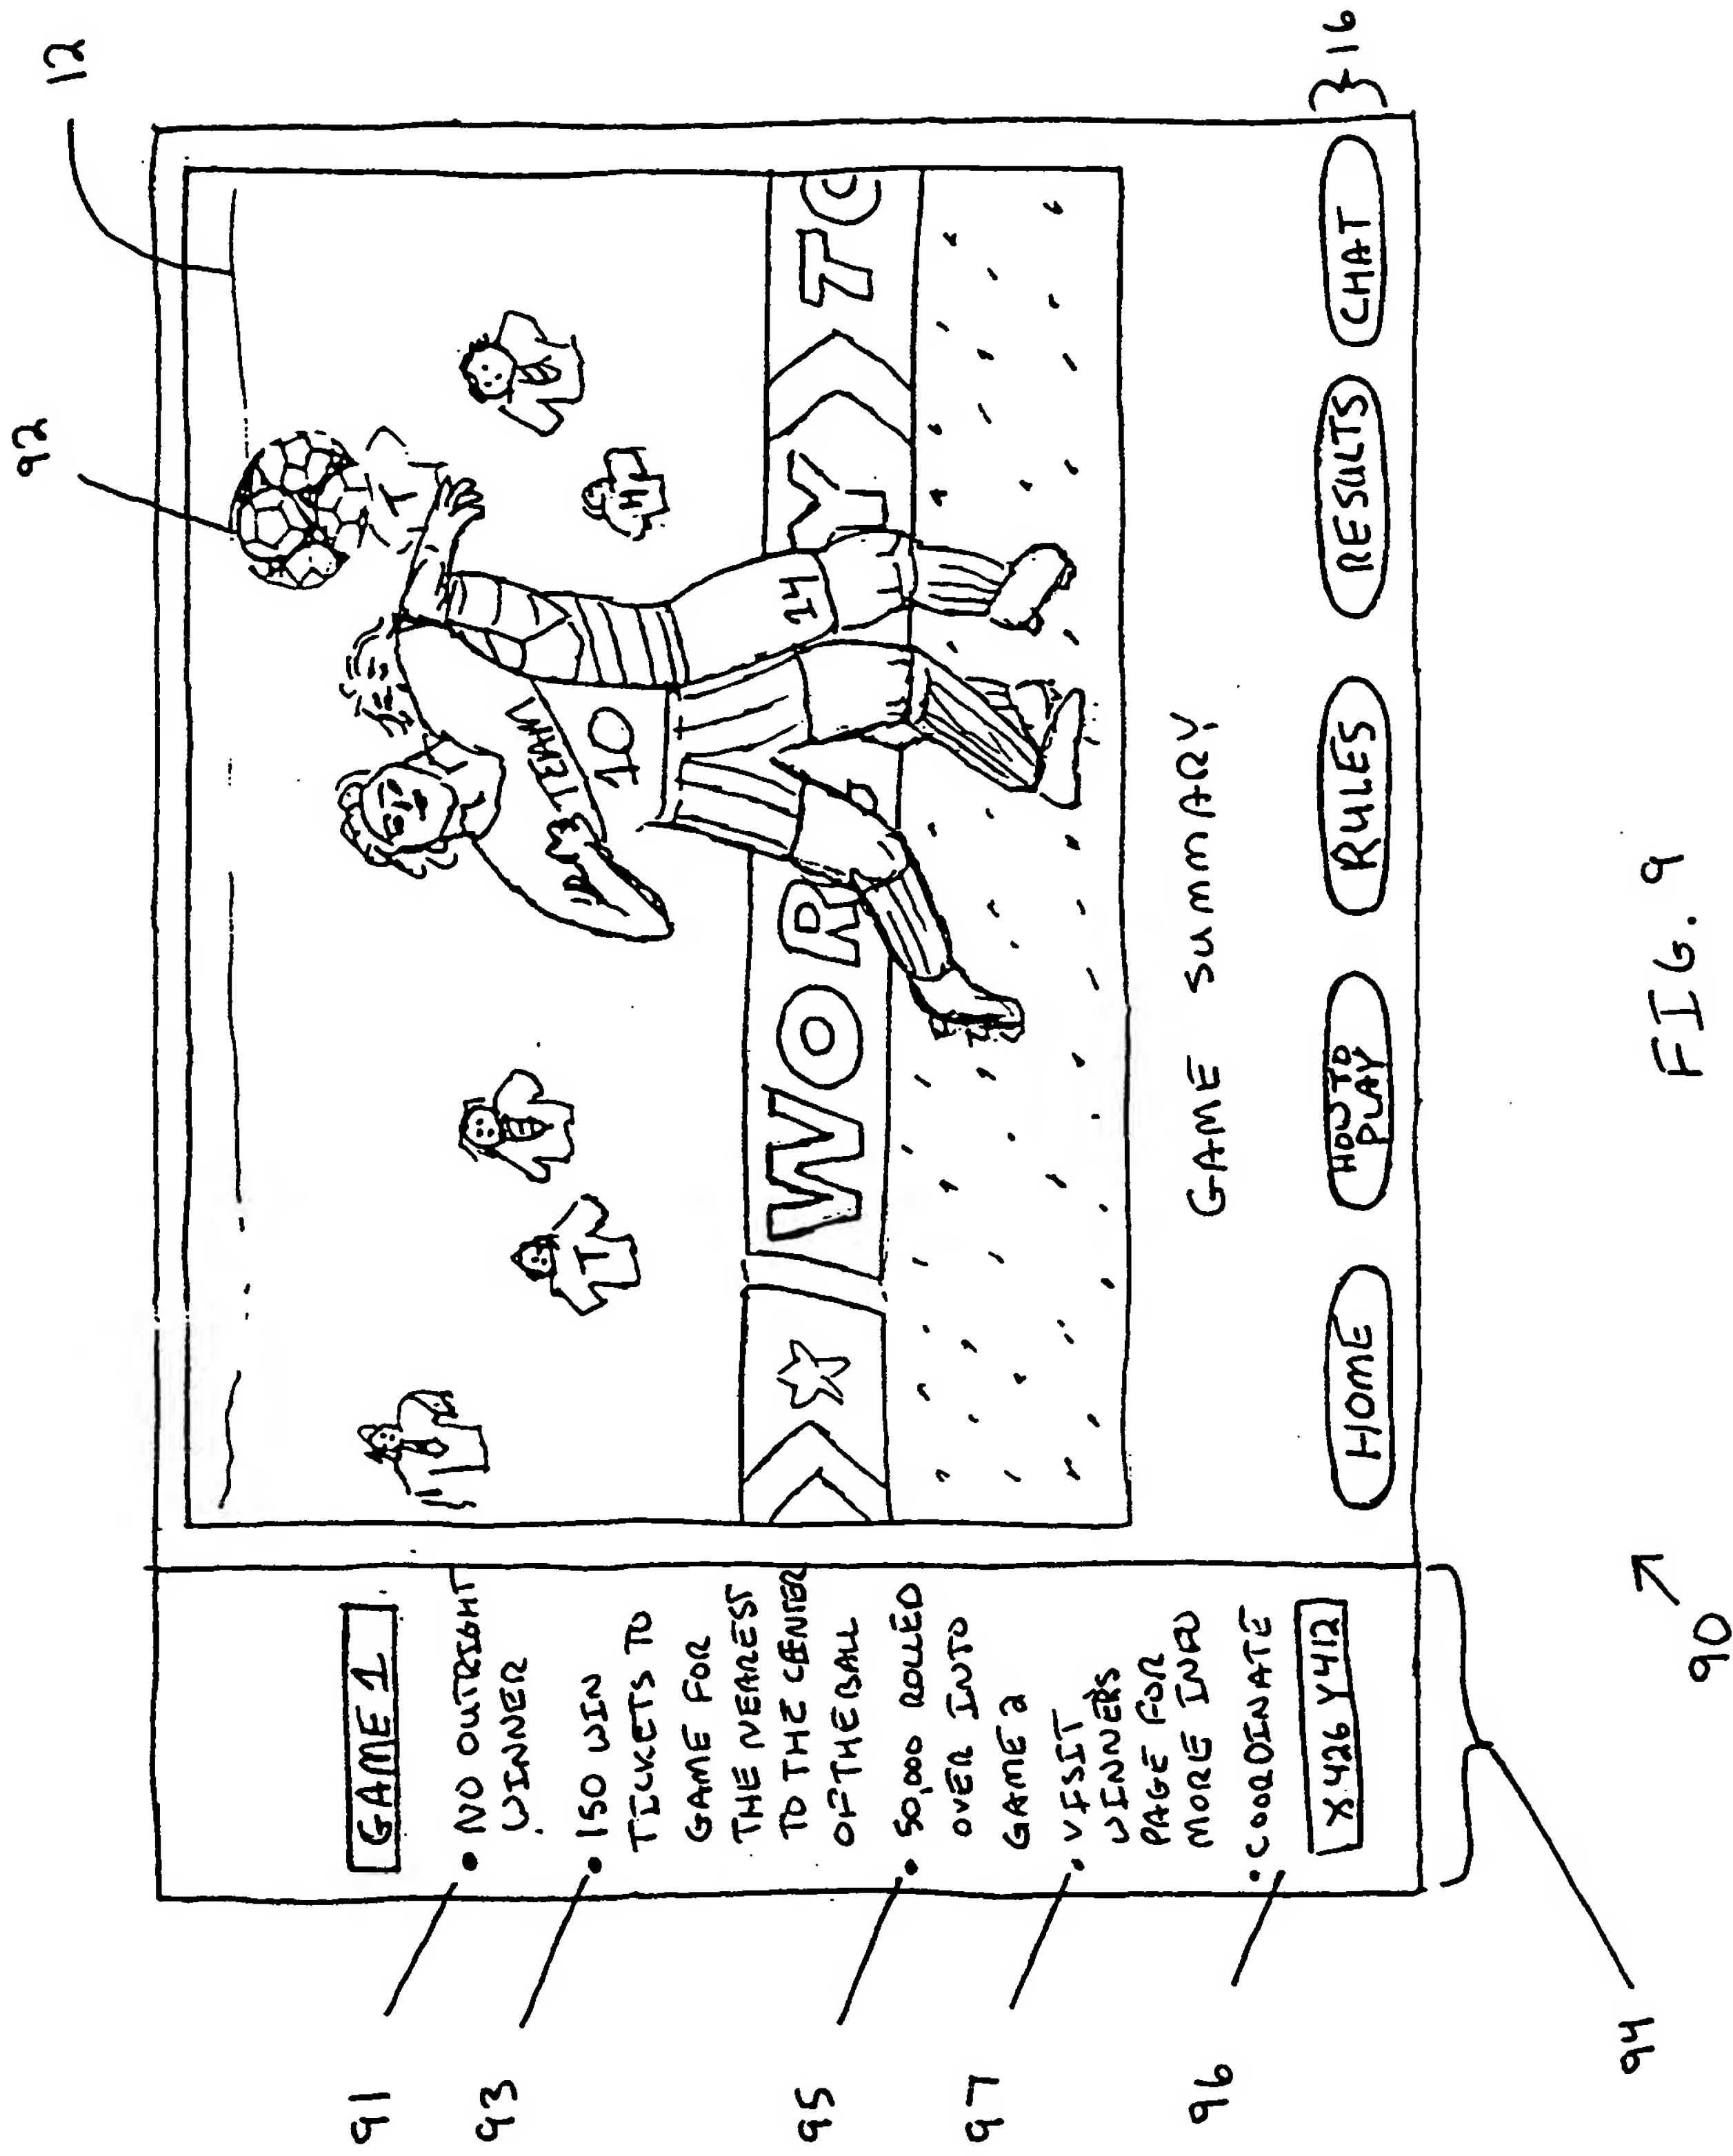 92
12
GAME 1
91
• NO OUTRIGHT
WINNER
93
• 150 WIN
TICKETS TO
GAME FOR
THE NEAREST
TO THE CENTER
OF THE BALL
95
• 50,000 ROLLED
OVER INTO
GAME 2
97
• VISIT
WINNERS
PAGE FOR
MORE INFO
96
• COORDINATE
X 426 Y 412
94
T
H
T
TEAM
10
14
WOR
Y
TO
GAME SUMMARY
HOME
HOW TO
PLAY
RULES
RESULTS
CHAT
16
90
FIG. 9